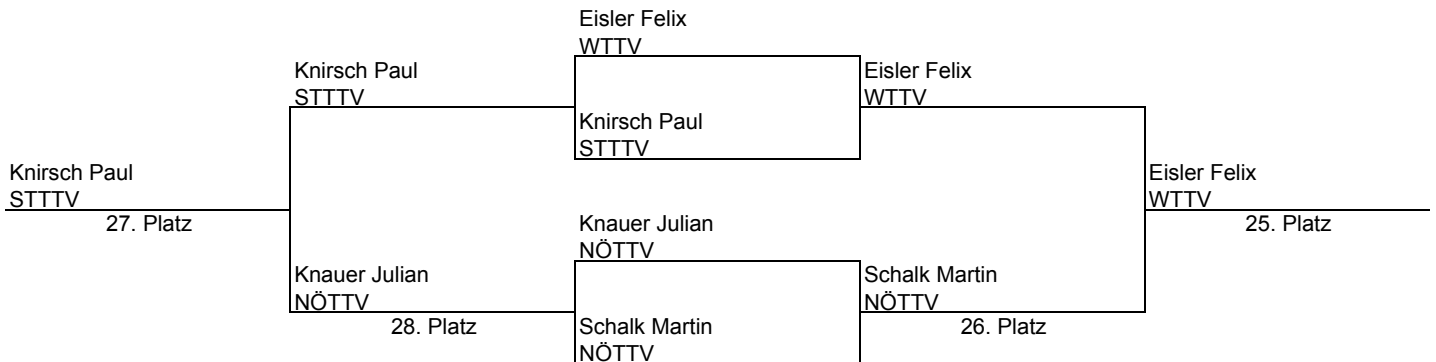 Eisler Felix
WTTV
Knirsch Paul
STTTV
Eisler Felix
WTTV
Knirsch Paul
STTTV
Knirsch Paul
STTTV
27. Platz
Eisler Felix
WTTV
25. Platz
Knauer Julian
NÖTTV
Knauer Julian
NÖTTV
28. Platz
Schalk Martin
NÖTTV
26. Platz
Schalk Martin
NÖTTV